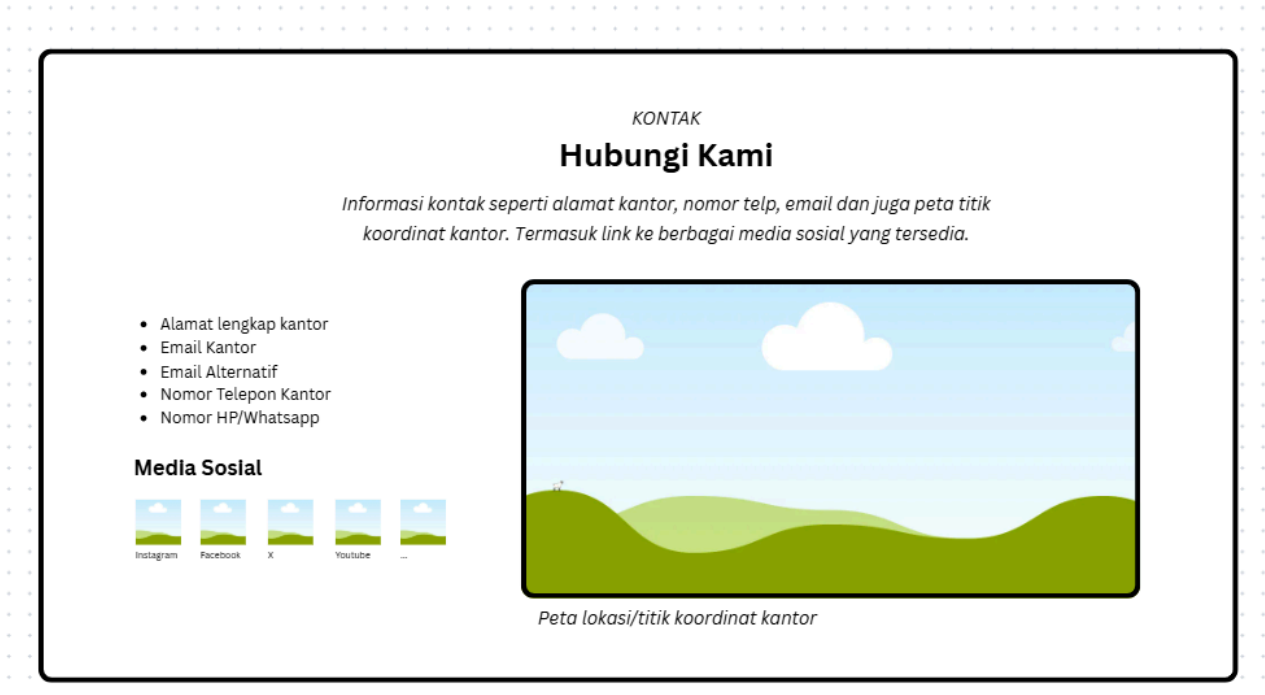 KONTAK
Hubungi Kami
Informasi kontak seperti alamat kantor, nomor telp, email dan juga peta titik
koordinat kantor. Termasuk link ke berbagai media sosial yang tersedia.
• Alamat lengkap kantor
• Email Kantor
• Email Alternatif
• Nomor Telepon Kantor
• Nomor HP/Whatsapp
Media Sosial
Instagram Facebook X Youtube ...
Peta lokasi/titik koordinat kantor